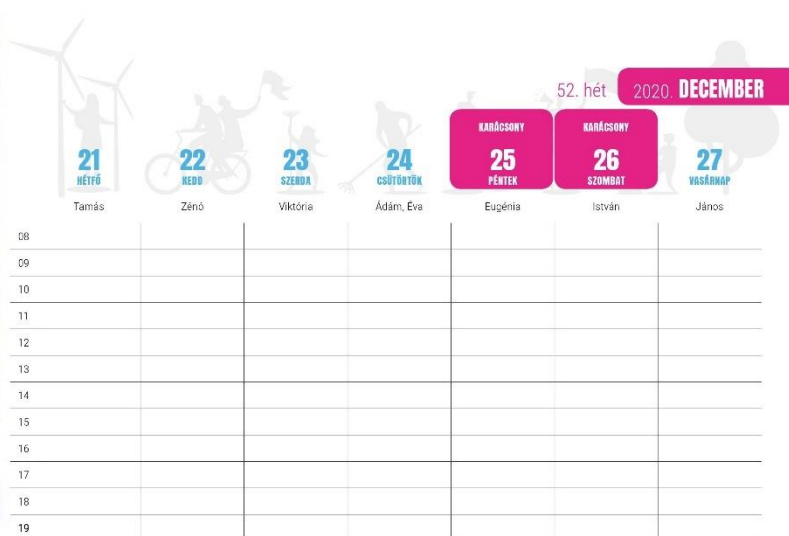 52. hét 2020. DECEMBER
KARÁCSONY KARÁCSONY
21 22 23 24 25 26 27
HÉTFŐ KEDD SZERDA CSÜTÖRTÖK PÉNTEK SZOMBAT VASÁRNAP
Tamás Zénó Viktória Ádám, Éva Eugénia István János
08
09
10
11
12
13
14
15
16
17
18
19